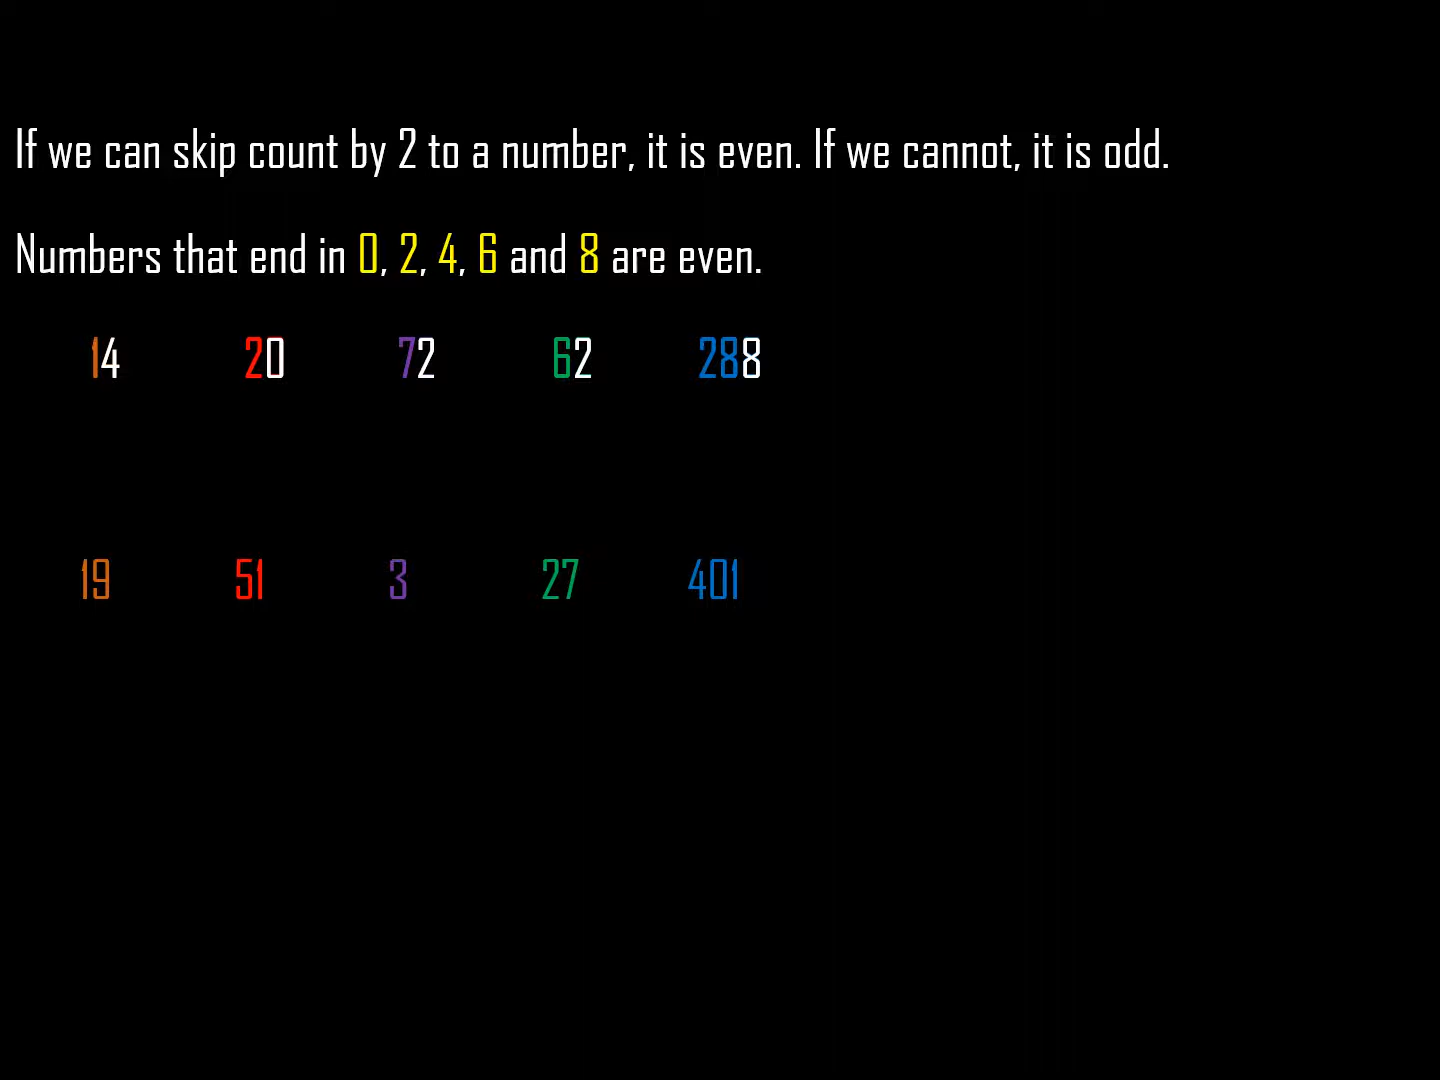 If we can skip count by 2 to a number, it is even. If we cannot, it is odd.
Numbers that end in 0, 2, 4, 6 and 8 are even.
14 20 72 62 288
19 51 3 27 401